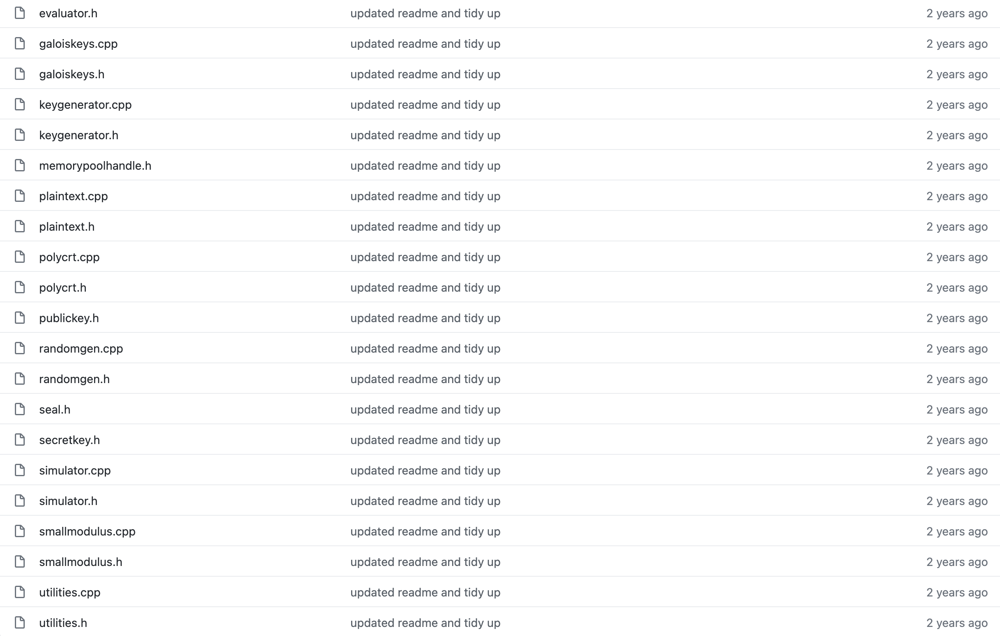 evaluator.h updated readme and tidy up 2 years ago
galoiskeys.cpp updated readme and tidy up 2 years ago
galoiskeys.h updated readme and tidy up 2 years ago
keygenerator.cpp updated readme and tidy up 2 years ago
keygenerator.h updated readme and tidy up 2 years ago
memorypoolhandle.h updated readme and tidy up 2 years ago
plaintext.cpp updated readme and tidy up 2 years ago
plaintext.h updated readme and tidy up 2 years ago
polycrt.cpp updated readme and tidy up 2 years ago
polycrt.h updated readme and tidy up 2 years ago
publickey.h updated readme and tidy up 2 years ago
randomgen.cpp updated readme and tidy up 2 years ago
randomgen.h updated readme and tidy up 2 years ago
seal.h updated readme and tidy up 2 years ago
secretkey.h updated readme and tidy up 2 years ago
simulator.cpp updated readme and tidy up 2 years ago
simulator.h updated readme and tidy up 2 years ago
smallmodulus.cpp updated readme and tidy up 2 years ago
smallmodulus.h updated readme and tidy up 2 years ago
utilities.cpp updated readme and tidy up 2 years ago
utilities.h updated readme and tidy up 2 years ago